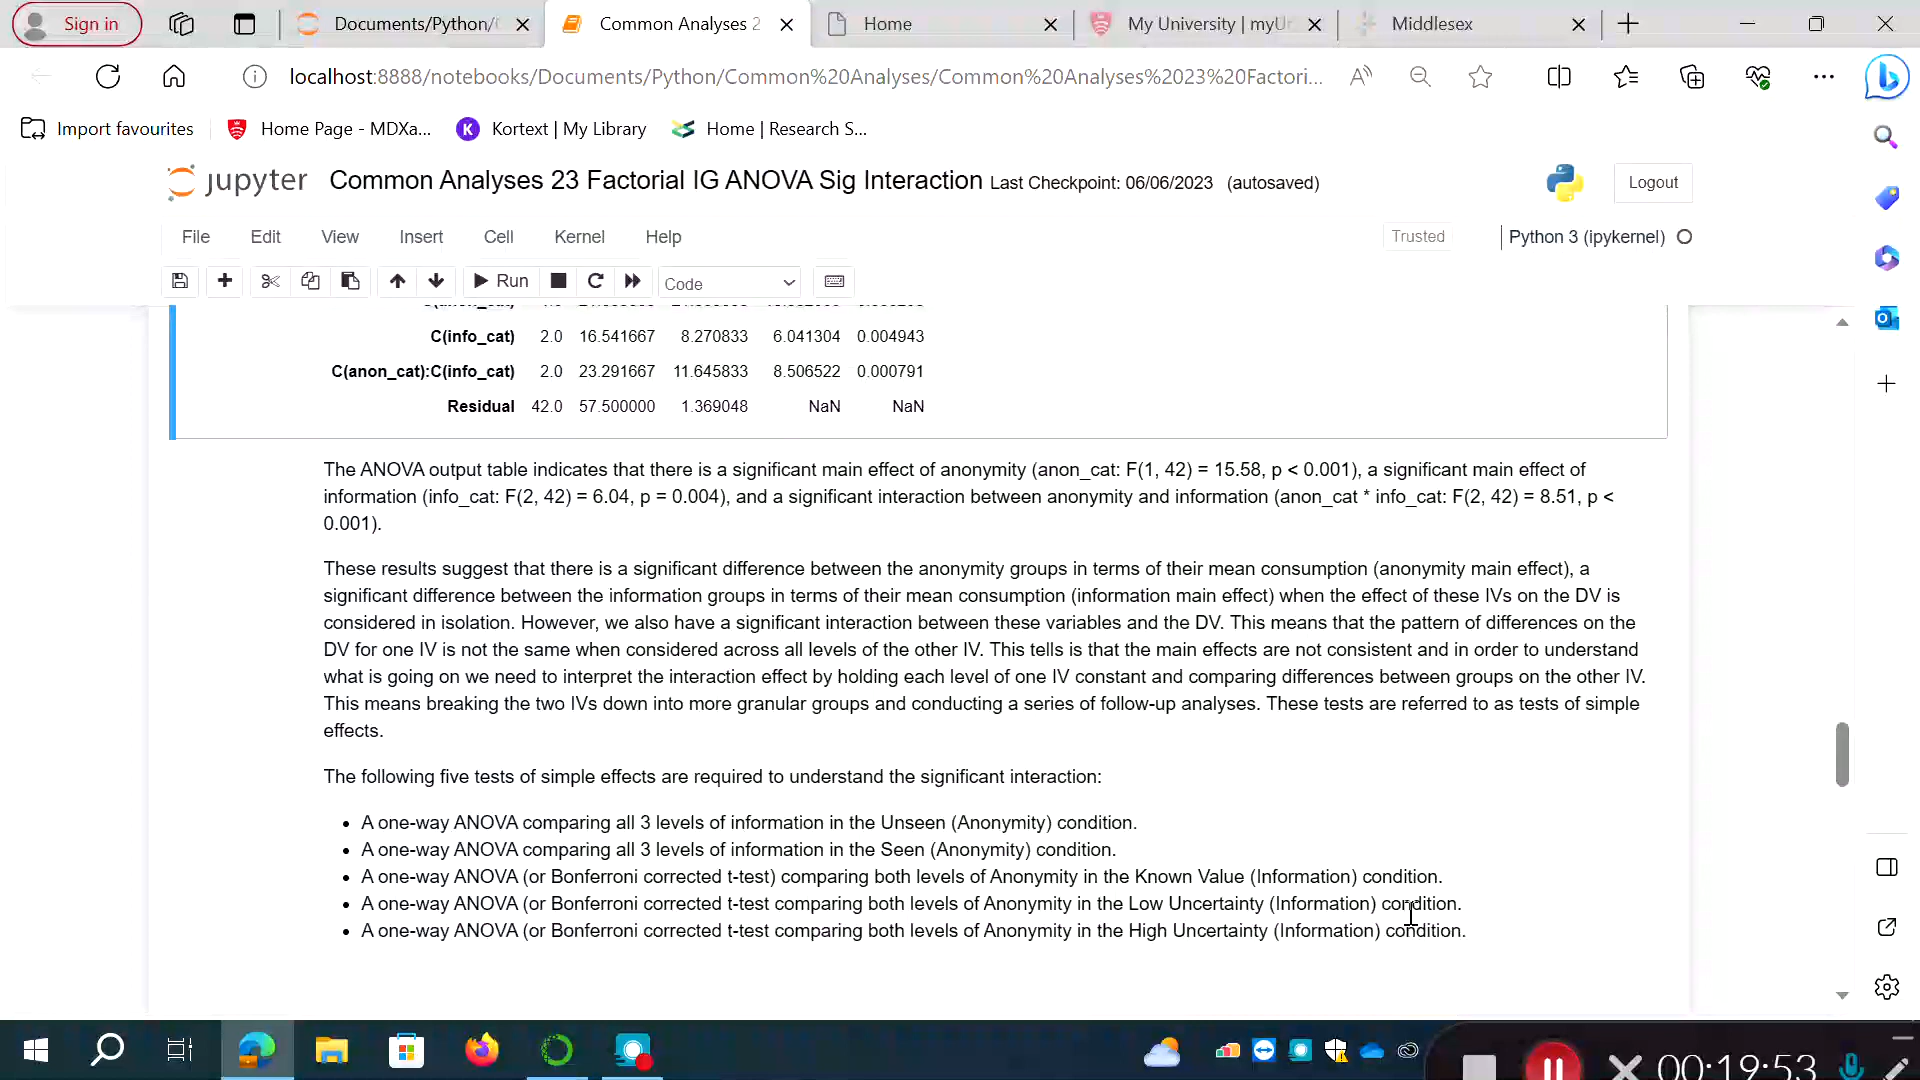 Sign in
Documents/Python/
Common Analyses 2
Home
My University | myU
Middlesex
localhost:8888/notebooks/Documents/Python/Common%20Analyses/Common%20Analyses%2023%20Factori...
Import favourites
Home Page - MDXa...
K Kortext | My Library
Home | Research S...
jupyter Common Analyses 23 Factorial IG ANOVA Sig Interaction Last Checkpoint: 06/06/2023 (autosaved)
Logout
File Edit View Insert Cell Kernel Help
Trusted
Python 3 (ipykernel)
Run
Code
C(info_cat) 2.0 16.541667 8.270833 6.041304 0.004943
C(anon_cat):C(info_cat) 2.0 23.291667 11.645833 8.506522 0.000791
Residual 42.0 57.500000 1.369048 NaN NaN
The ANOVA output table indicates that there is a significant main effect of anonymity (anon_cat: F(1, 42) = 15.58, p < 0.001), a significant main effect of
information (info_cat: F(2, 42) = 6.04, p = 0.004), and a significant interaction between anonymity and information (anon_cat * info_cat: F(2, 42) = 8.51, p <
0.001).
These results suggest that there is a significant difference between the anonymity groups in terms of their mean consumption (anonymity main effect), a
significant difference between the information groups in terms of their mean consumption (information main effect) when the effect of these IVs on the DV is
considered in isolation. However, we also have a significant interaction between these variables and the DV. This means that the pattern of differences on the
DV for one IV is not the same when considered across all levels of the other IV. This tells is that the main effects are not consistent and in order to understand
what is going on we need to interpret the interaction effect by holding each level of one IV constant and comparing differences between groups on the other IV.
This means breaking the two IVs down into more granular groups and conducting a series of follow-up analyses. These tests are referred to as tests of simple
effects.
The following five tests of simple effects are required to understand the significant interaction:
• A one-way ANOVA comparing all 3 levels of information in the Unseen (Anonymity) condition.
• A one-way ANOVA comparing all 3 levels of information in the Seen (Anonymity) condition.
• A one-way ANOVA (or Bonferroni corrected t-test) comparing both levels of Anonymity in the Known Value (Information) condition.
• A one-way ANOVA (or Bonferroni corrected t-test comparing both levels of Anonymity in the Low Uncertainty (Information) condition.
• A one-way ANOVA (or Bonferroni corrected t-test comparing both levels of Anonymity in the High Uncertainty (Information) condition.
00:19:53